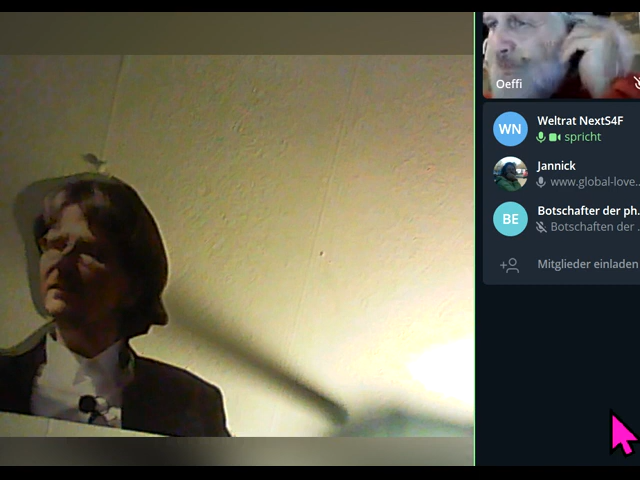 Oeffi
WN
Weltrat NextS4F
spricht
Jannick
www.global-love..
BE
Botschafter der ph.
Botschaften der .
Mitglieder einladen